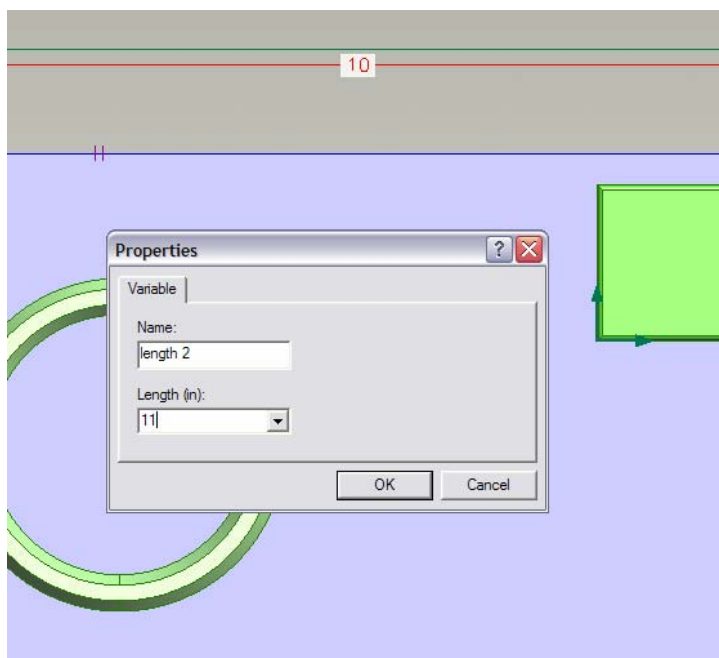 10
Properties
Variable
Name:
length 2
Length (in):
11
OK
Cancel